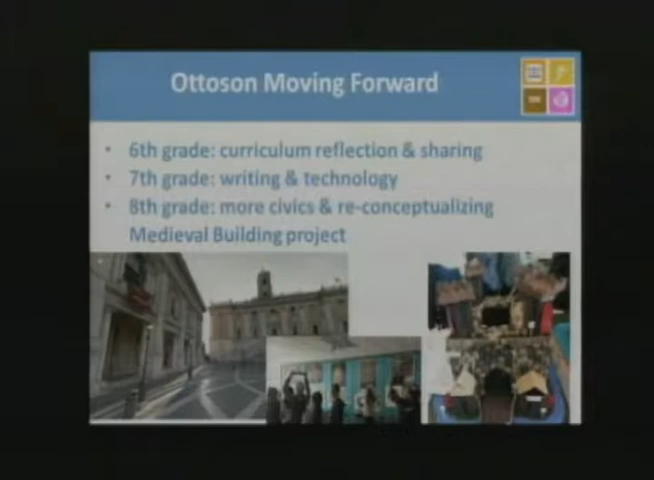 Ottoson Moving Forward
• 6th grade: curriculum reflection & sharing
• 7th grade: writing & technology
• 8th grade: more civics & re-conceptualizing
Medieval Building project